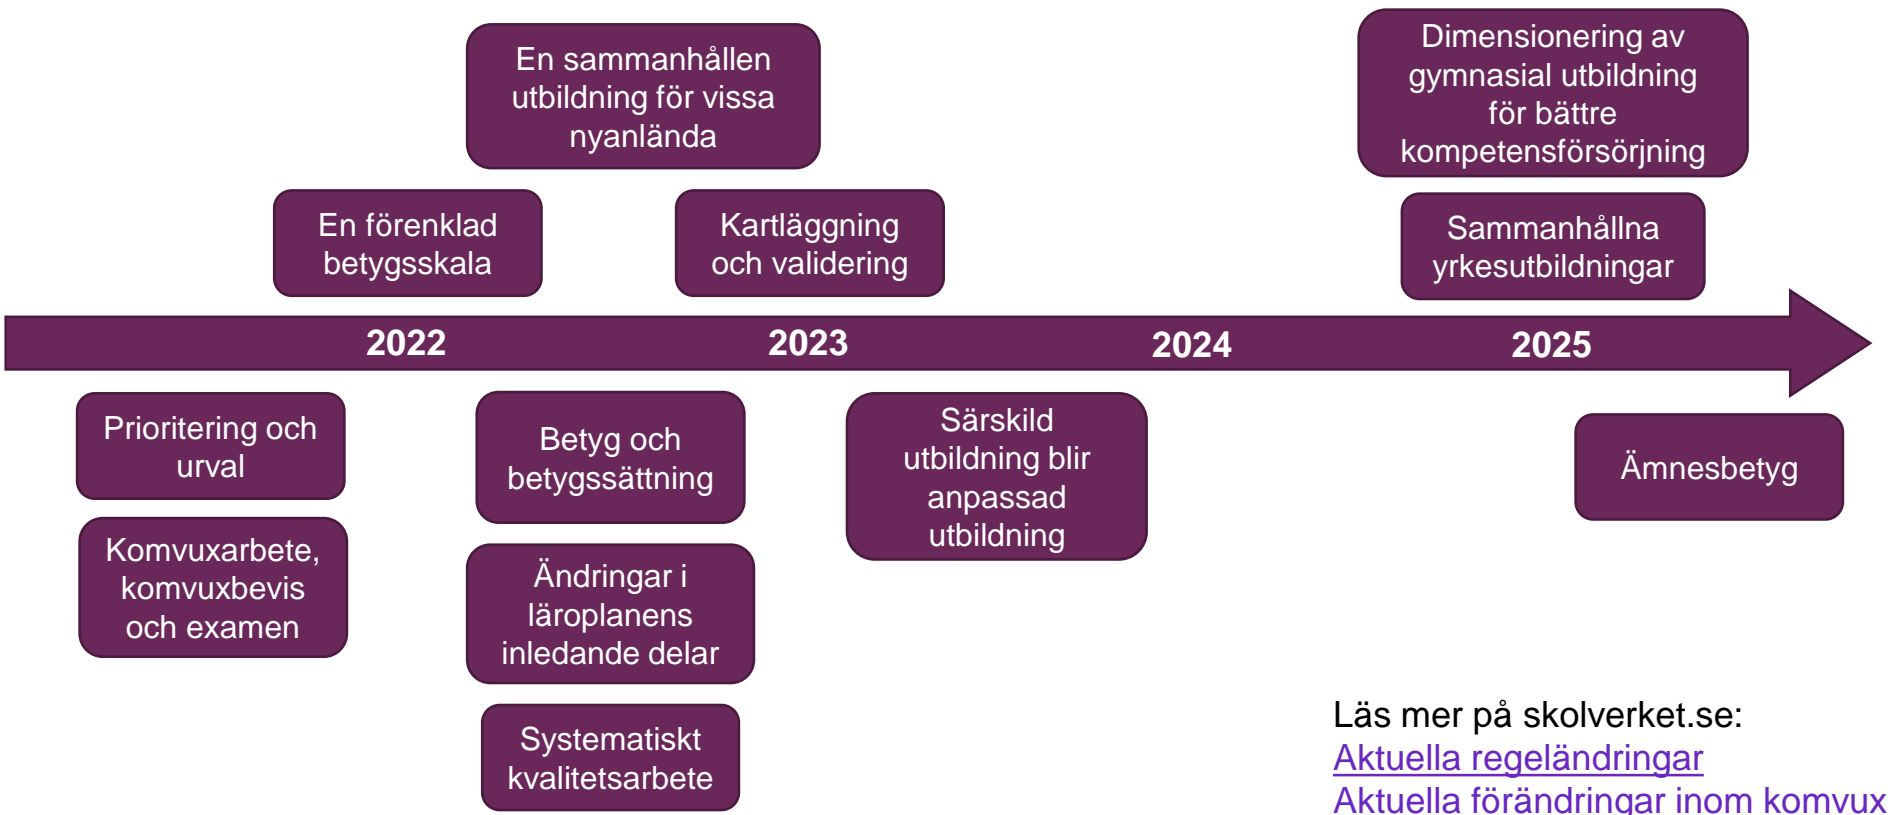 En sammanhållen
utbildning för vissa
nyanlända
Dimensionering av
gymnasial utbildning
för bättre
kompetensförsörjning
En förenklad
betygsskala
Kartläggning
och validering
Sammanhållna
yrkesutbildningar
2022
2023
2024
2025
Prioritering och
urval
Betyg och
betygssättning
Särskild
utbildning blir
anpassad
utbildning
Ämnesbetyg
Komvuxarbete,
komvuxbevis
och examen
Ändringar i
läroplanens
inledande delar
Systematiskt
kvalitetsarbete
Läs mer på skolverket.se:
Aktuella regeländringar
Aktuella förändringar inom komvux